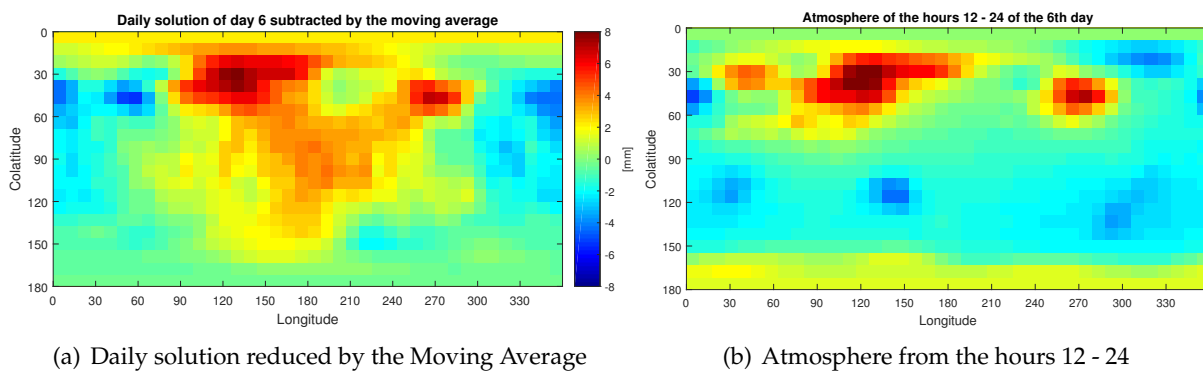 Daily solution of day 6 subtracted by the moving average
0
30
60
90
120
150
180
Colatitude
0 30 60 90 120 150 180 210 240 270 300 330
Longitude
8
6
4
2
0
-2
-4
-6
-8
[mm]
(a) Daily solution reduced by the Moving Average
Atmosphere of the hours 12 - 24 of the 6th day
0
30
60
90
120
150
180
Colatitude
0 30 60 90 120 150 180 210 240 270 300 330
Longitude
(b) Atmosphere from the hours 12 - 24